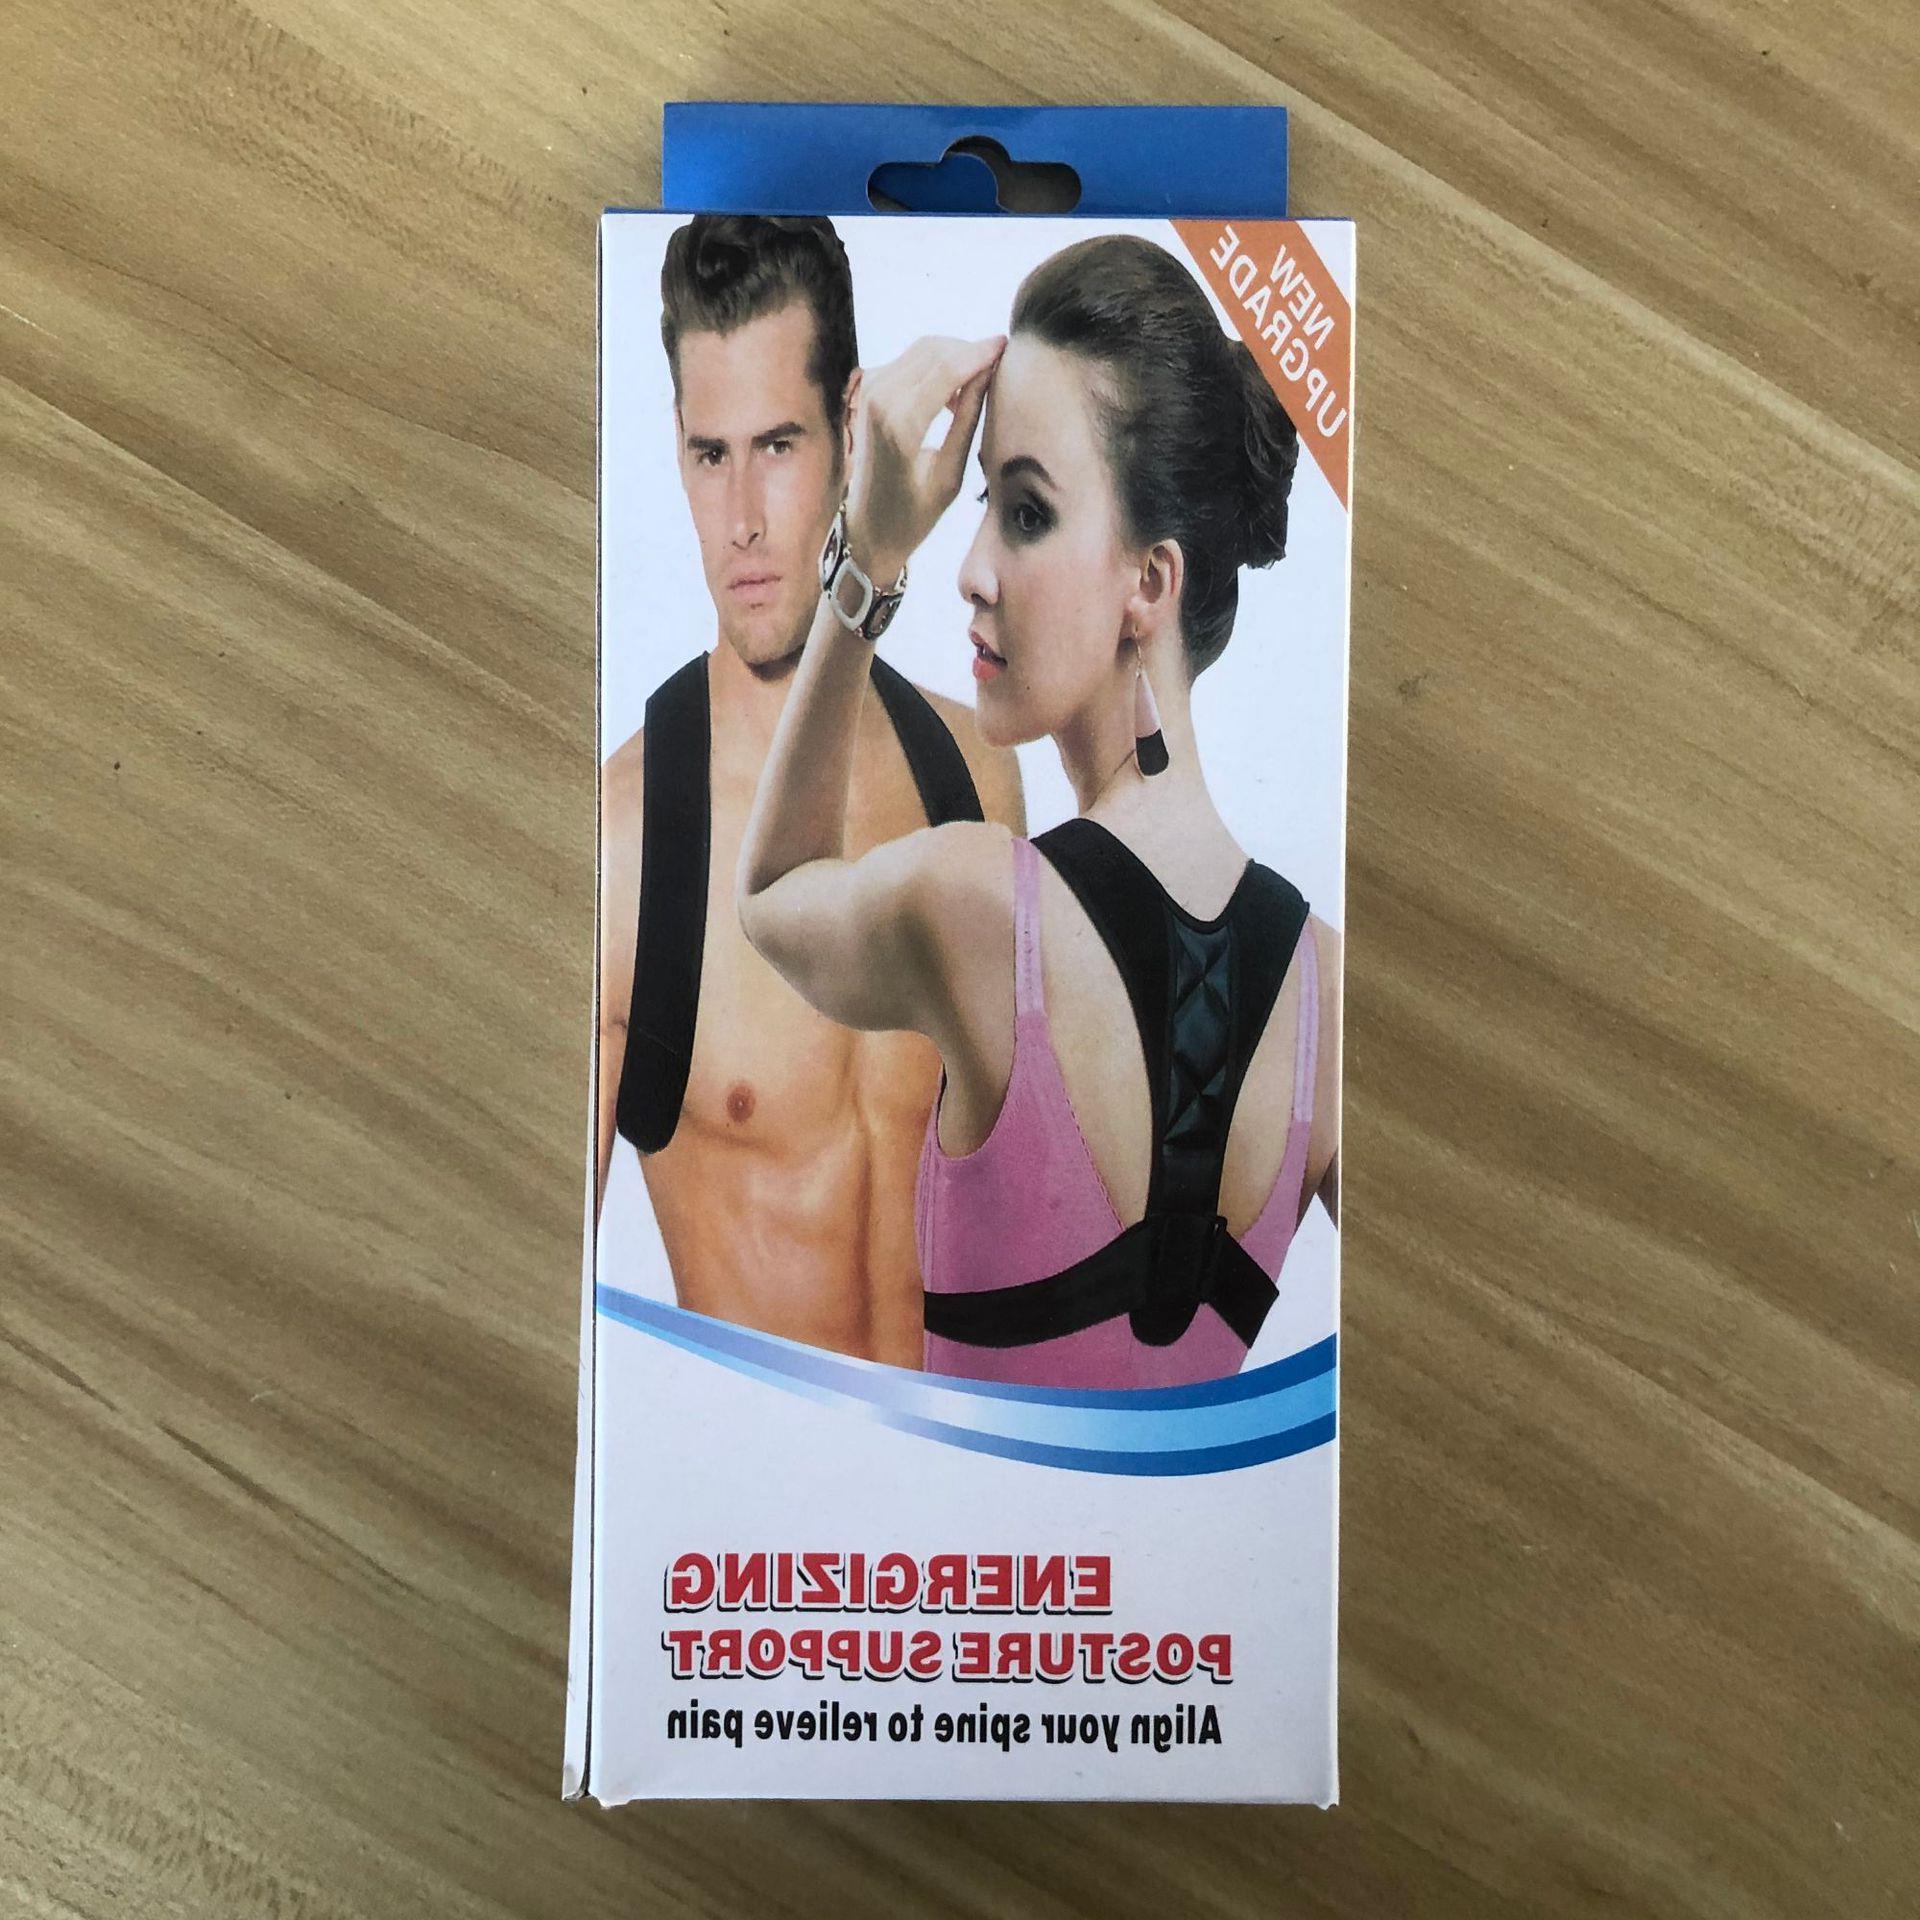 NEW
UPGRADE
ENERGIZING
POSTURE SUPPORT
Align your spine to relieve pain